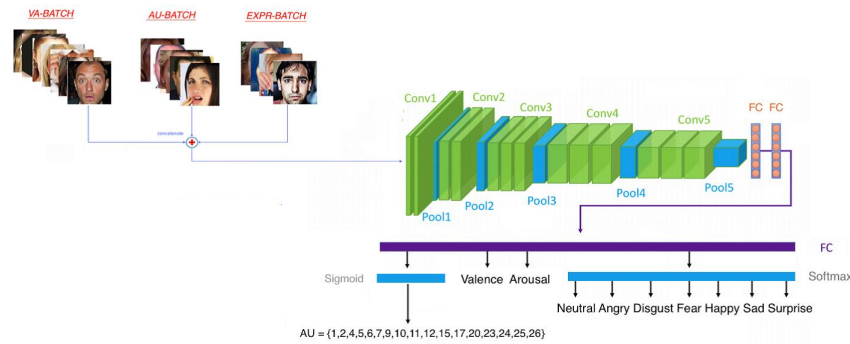 VA-BATCH AU-BATCH EXPR-BATCH
concatenate
Conv1 Conv2 Conv3 Conv4 Conv5 FC FC
Pool1 Pool2 Pool3 Pool4 Pool5
FC
Sigmoid Valence Arousal Softmax
Neutral Angry Disgust Fear Happy Sad Surprise
AU = {1,2,4,5,6,7,9,10,11,12,15,17,20,23,24,25,26}